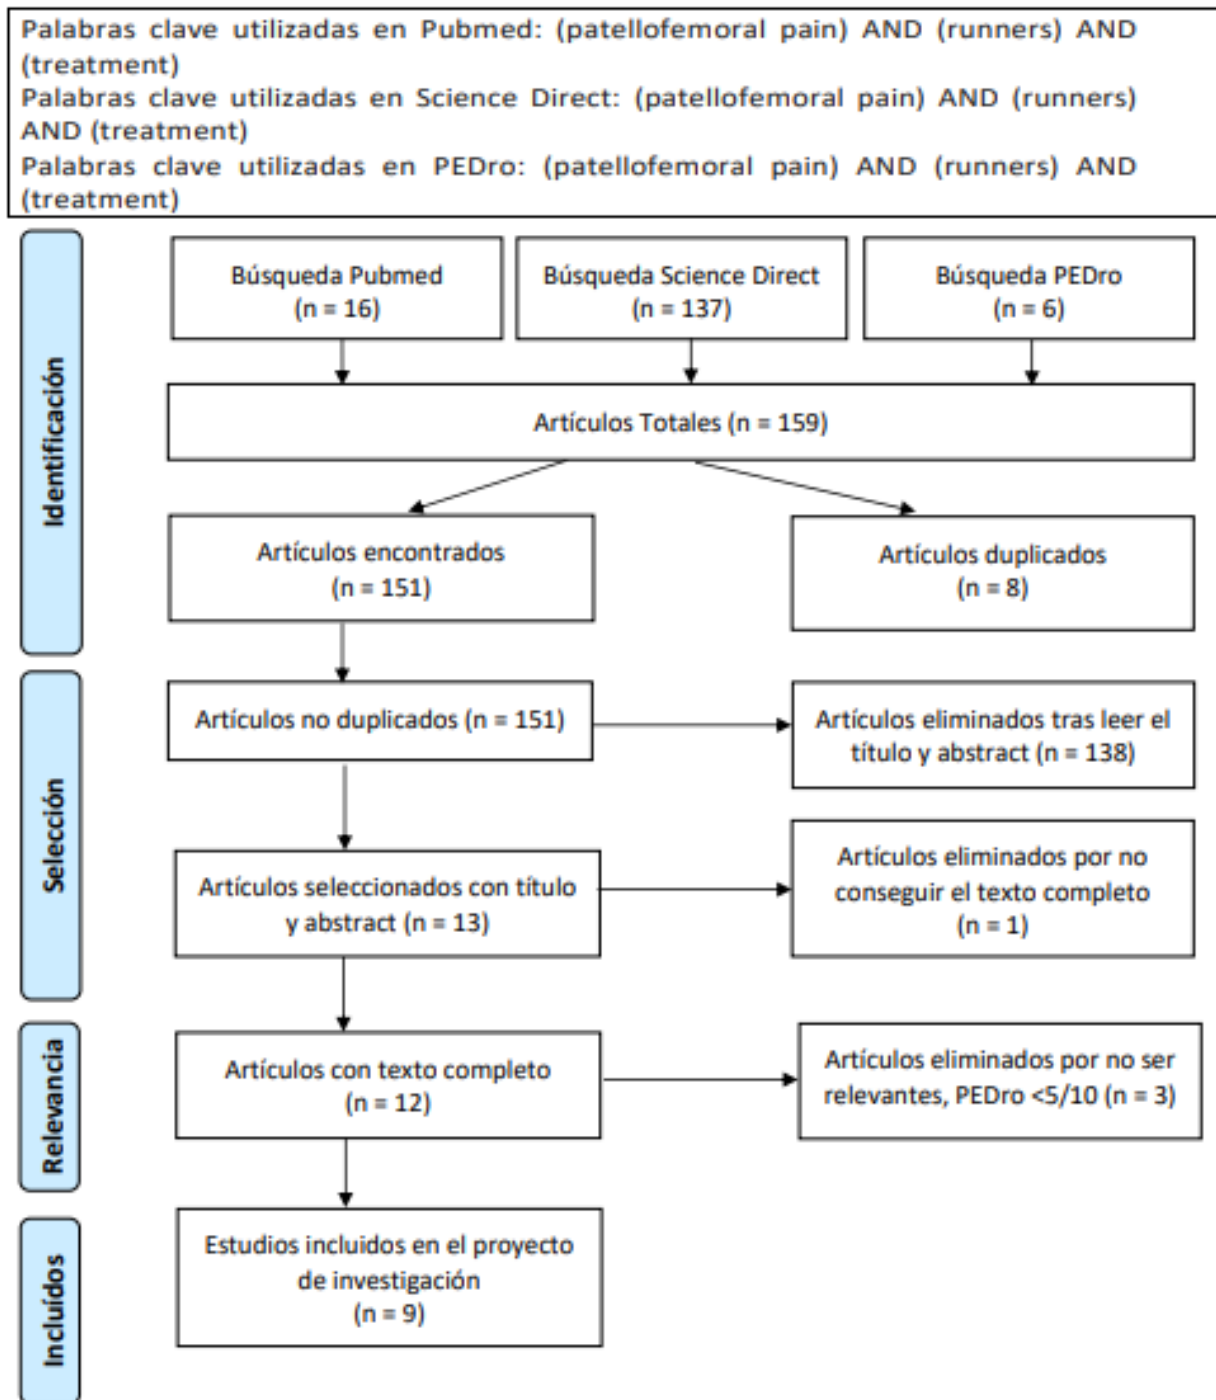 Palabras clave utilizadas en Pubmed: (patellofemoral pain) AND (runners) AND
(treatment)
Palabras clave utilizadas en Science Direct: (patellofemoral pain) AND (runners)
AND (treatment)
Palabras clave utilizadas en PEDro: (patellofemoral pain) AND (runners) AND
(treatment)
Identificación
Búsqueda Pubmed
(n = 16)
Búsqueda Science Direct
(n = 137)
Búsqueda PEDro
(n = 6)
Artículos Totales (n = 159)
Artículos encontrados
(n = 151)
Artículos duplicados
(n = 8)
Selección
Artículos no duplicados (n = 151)
Artículos eliminados tras leer el
título y abstract (n = 138)
Artículos seleccionados con título
y abstract (n = 13)
Artículos eliminados por no
conseguir el texto completo
(n = 1)
Relevancia
Artículos con texto completo
(n = 12)
Artículos eliminados por no ser
relevantes, PEDro <5/10 (n = 3)
Incluídos
Estudios incluidos en el proyecto
de investigación
(n = 9)